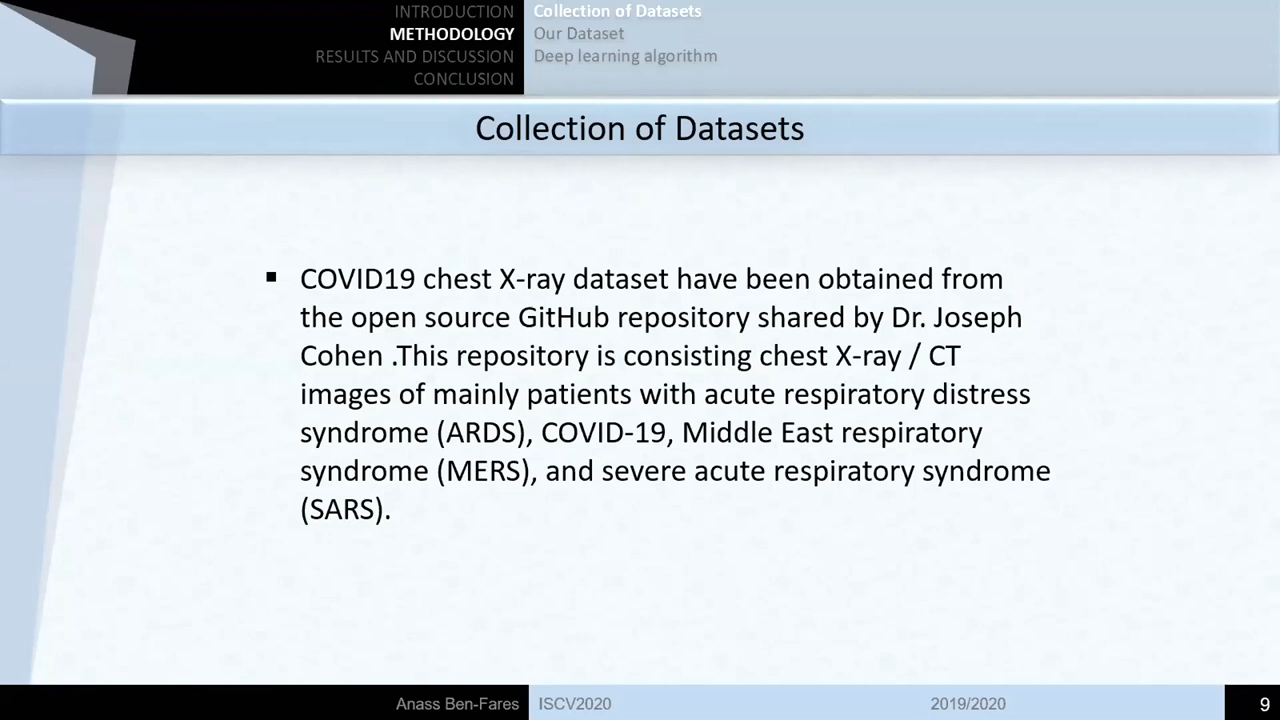 INTRODUCTION
METHODOLOGY
RESULTS AND DISCUSSION
CONCLUSION
Collection of Datasets
Our Dataset
Deep learning algorithm
Collection of Datasets
▪ COVID19 chest X-ray dataset have been obtained from
the open source GitHub repository shared by Dr. Joseph
Cohen .This repository is consisting chest X-ray / CT
images of mainly patients with acute respiratory distress
syndrome (ARDS), COVID-19, Middle East respiratory
syndrome (MERS), and severe acute respiratory syndrome
(SARS).
Anass Ben-Fares
ISCV2020
2019/2020
9